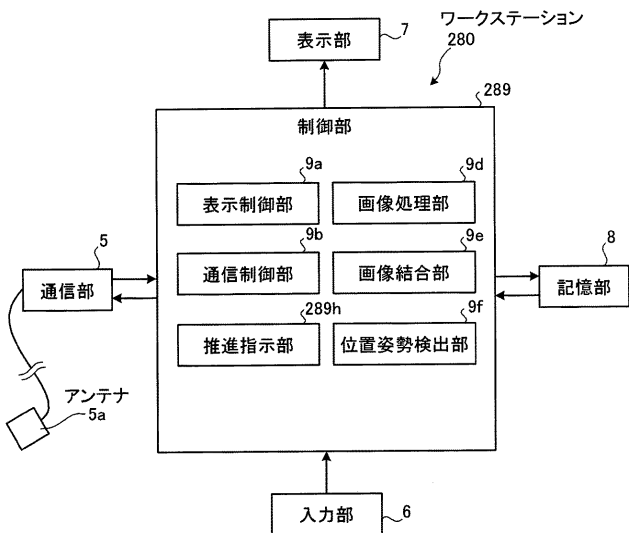 ワークステーション
280
表示部
7
289
制御部
9a
表示制御部
9d
画像処理部
9b
通信制御部
9e
画像結合部
289h
推進指示部
9f
位置姿勢検出部
5
通信部
8
記憶部
アンテナ
5a
入力部
6